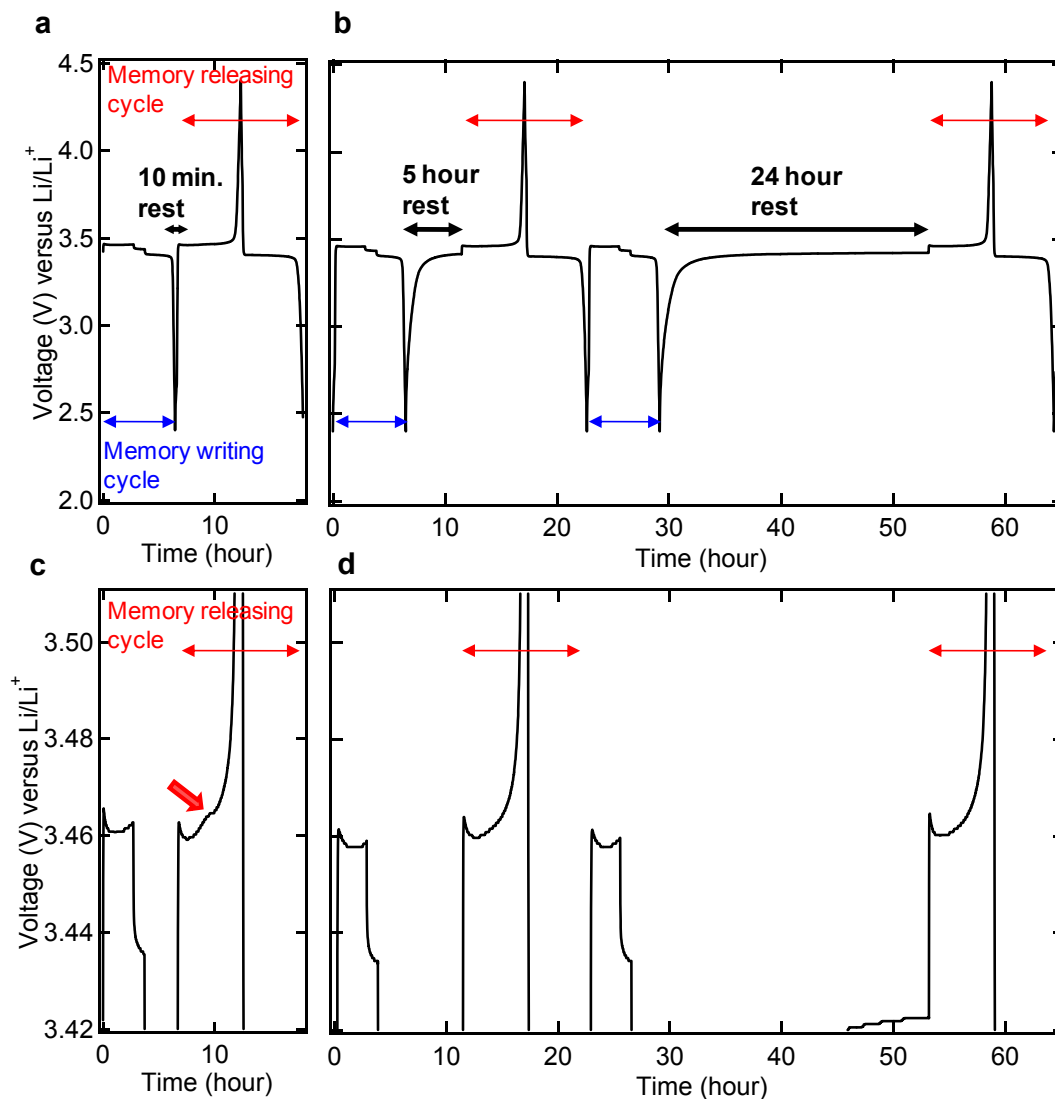 a
b
4.5
4.0
3.5
3.0
2.5
2.0
Voltage (V) versus Li/Li+
Memory releasing
cycle
10 min.
rest
Memory writing
cycle
0
10
Time (hour)
5 hour
rest
24 hour
rest
0
10
20
30
40
50
60
Time (hour)
c
d
3.50
3.48
3.46
3.44
3.42
Voltage (V) versus Li/Li+
Memory releasing
cycle
0
10
Time (hour)
0
10
20
30
40
50
60
Time (hour)